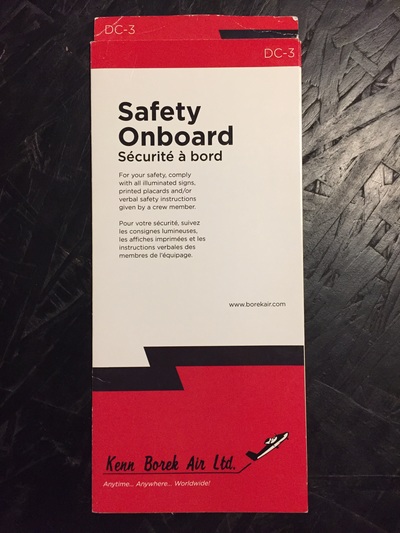 DC-3
DC-3
Safety
Onboard
Sécurité à bord
For your safety, comply
with all illuminated signs,
printed placards and/or
verbal safety instructions
given by a crew member.
Pour votre sécurité, suivez
les consignes lumineuses,
les affiches imprimées et les
instructions verbales des
membres de l'équipage.
www.borekair.com
Kenn Borek Air Ltd.
Anytime... Anywhere... Worldwide!